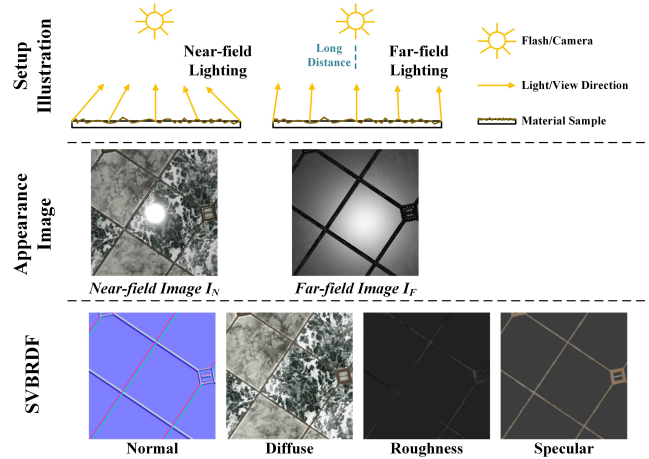 Setup
Illustration
Near-field
Lighting
Long
Distance
Far-field
Lighting
Flash/Camera
Light/View Direction
Material Sample
Appearance
Image
Near-field Image I_N
Far-field Image I_F
SVBRDF
Normal
Diffuse
Roughness
Specular